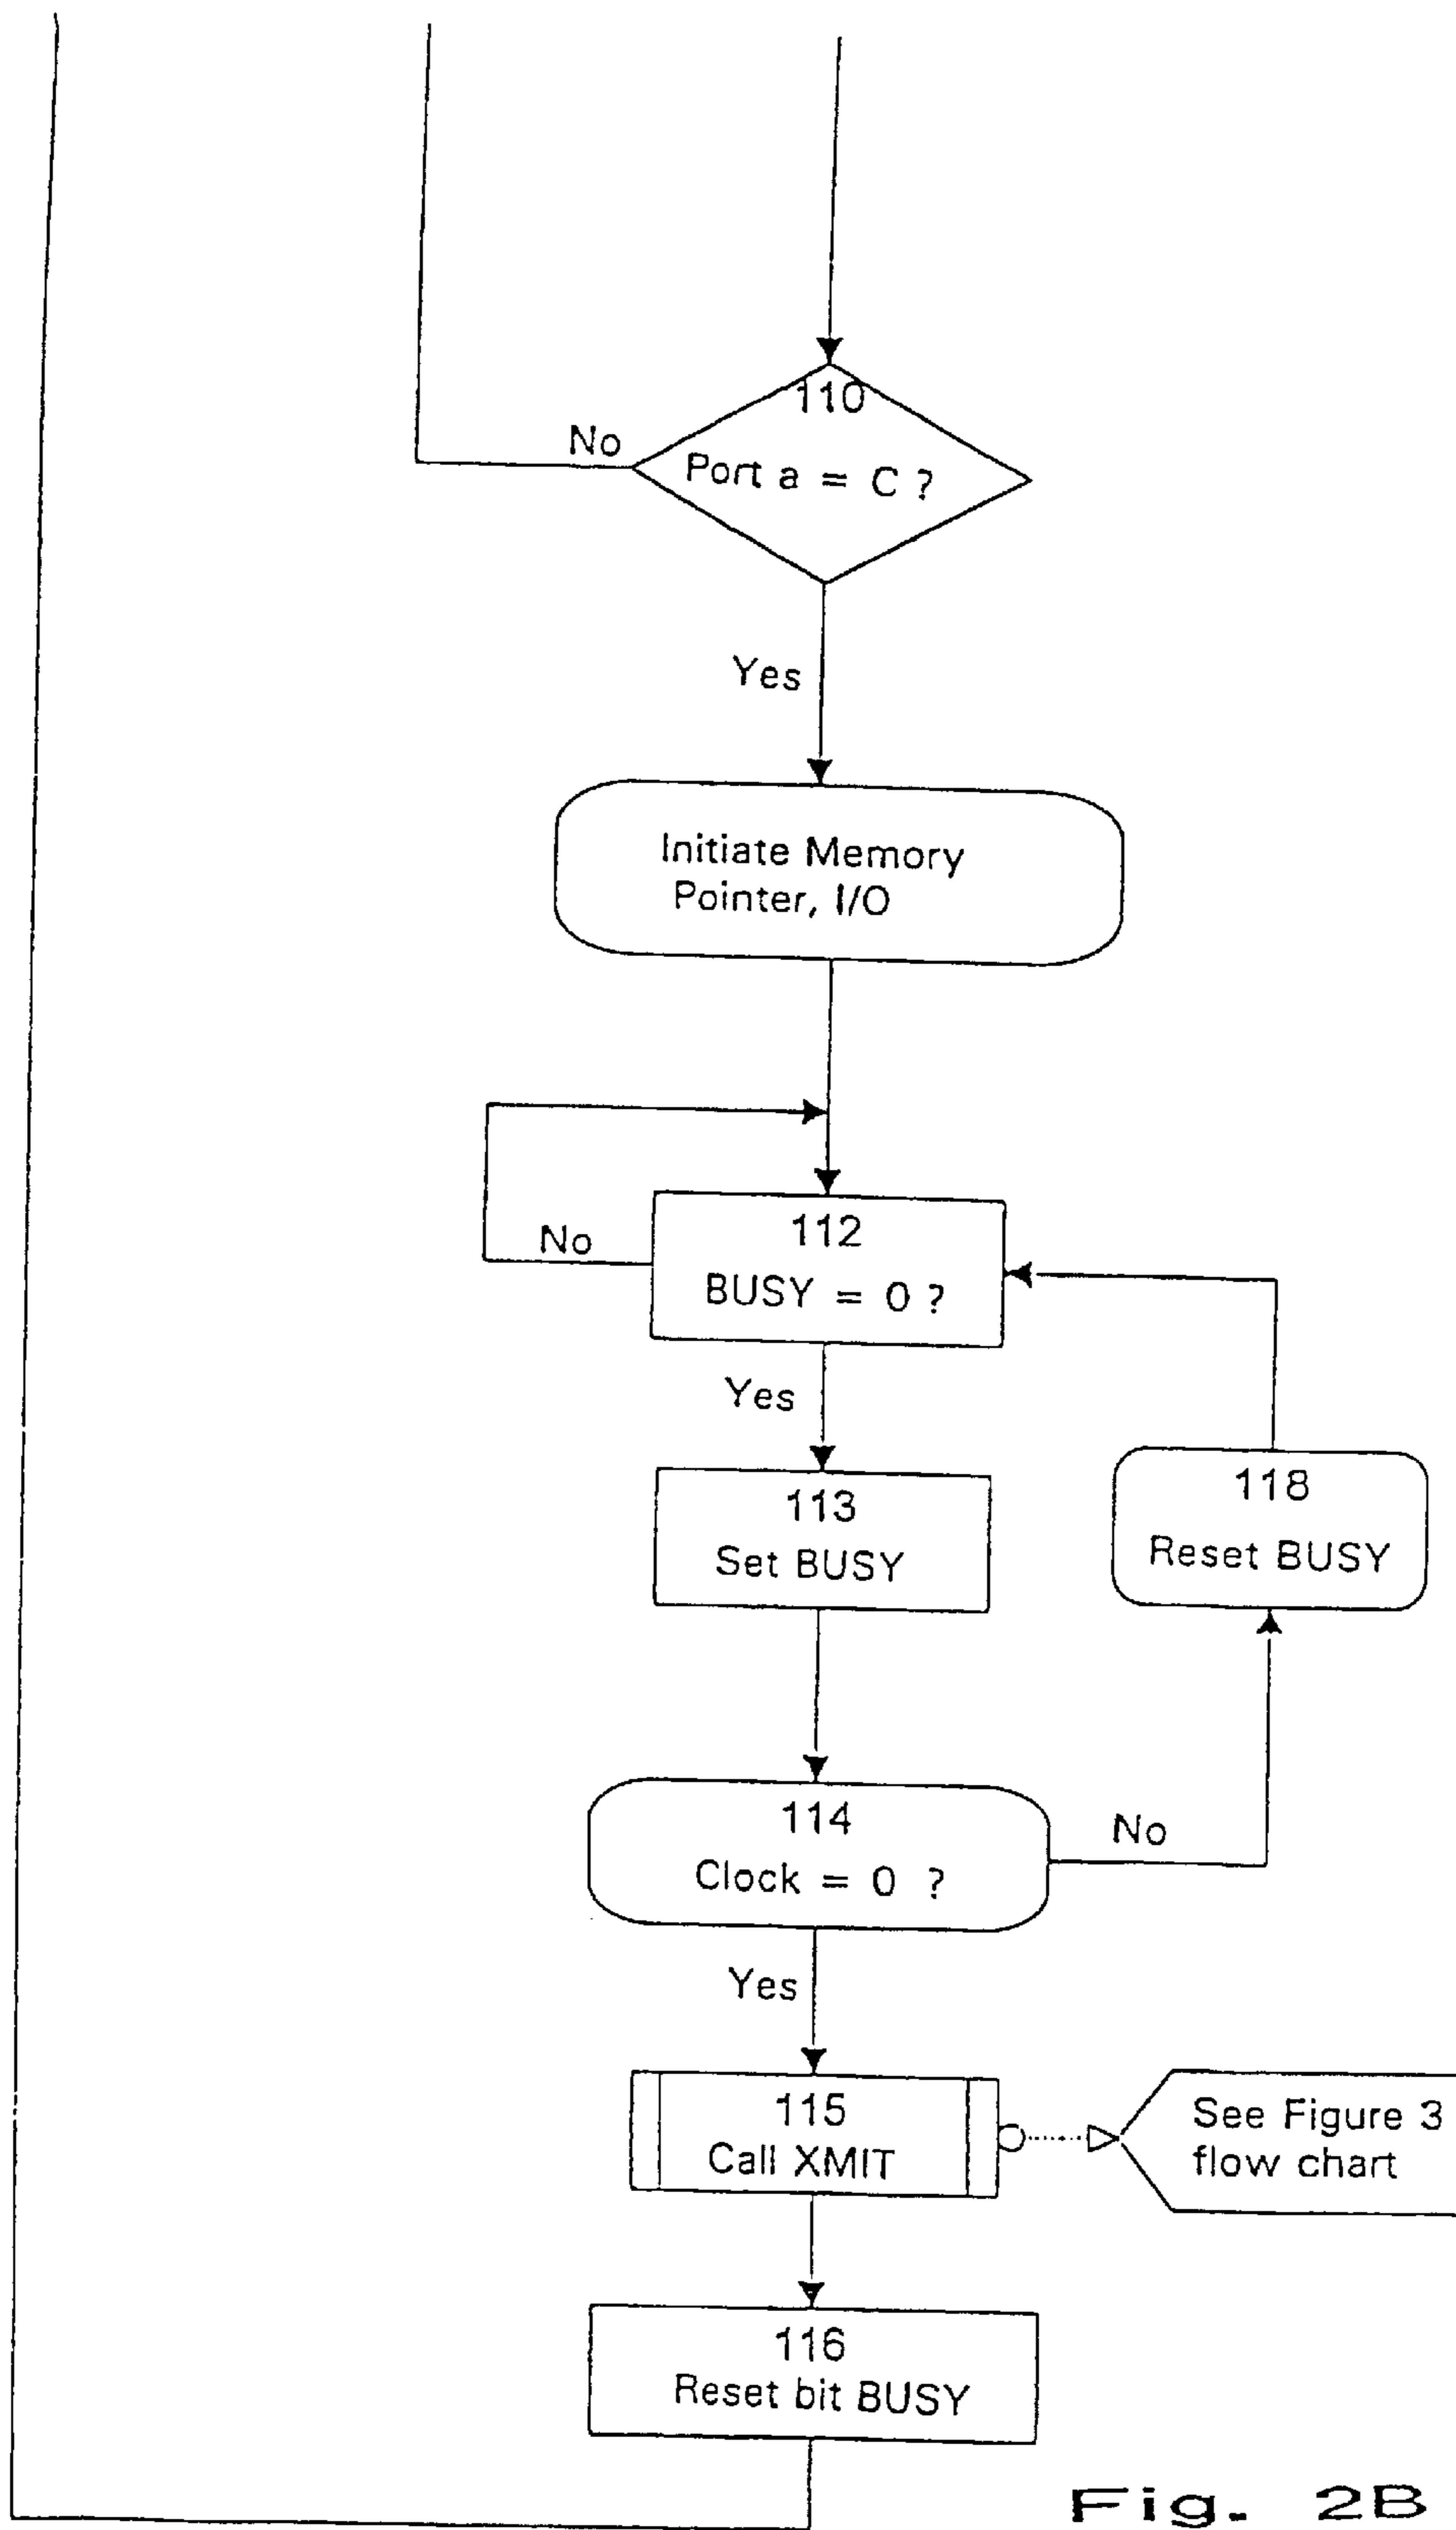 110
No
Port a = C ?
Yes
Initiate Memory
Pointer, I/O
112
No
BUSY = 0 ?
Yes
113
Set BUSY
118
Reset BUSY
114
No
Clock = 0 ?
Yes
115
Call XMIT
See Figure 3
flow chart
116
Reset bit BUSY
Fig. 2B